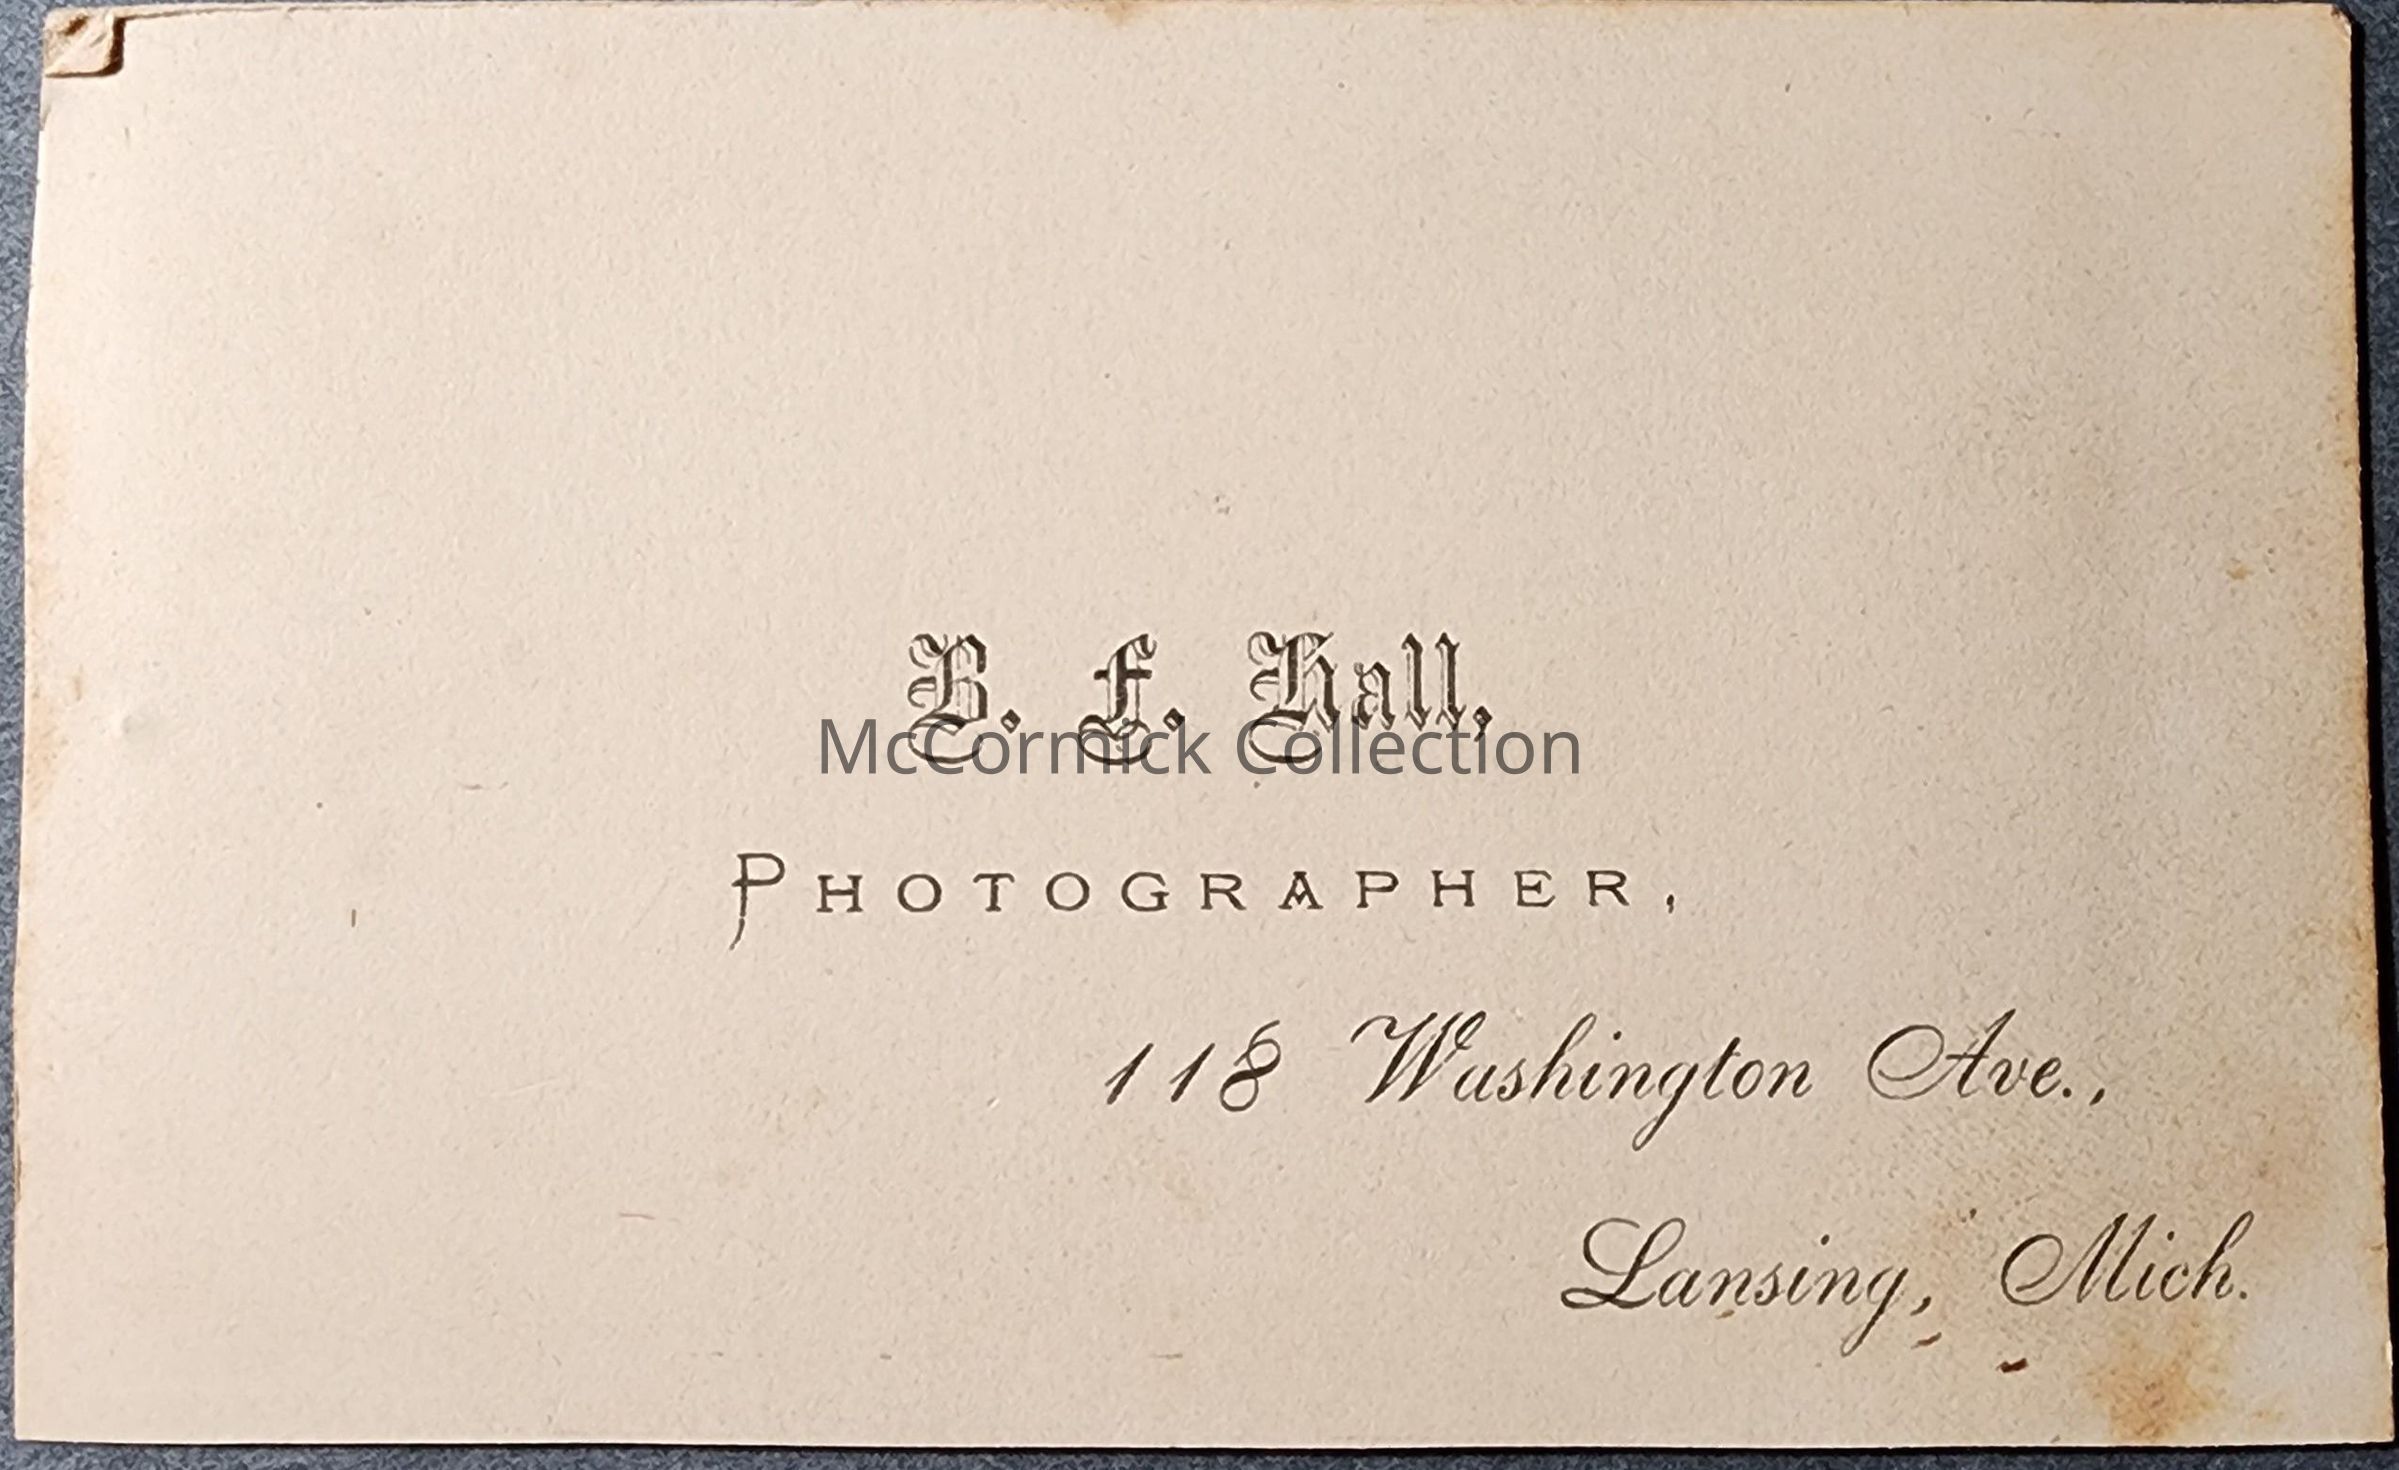 B. F. Hall,
McCormick Collection
PHOTOGRAPHER,
118 Washington Ave.,
Lansing, Mich.